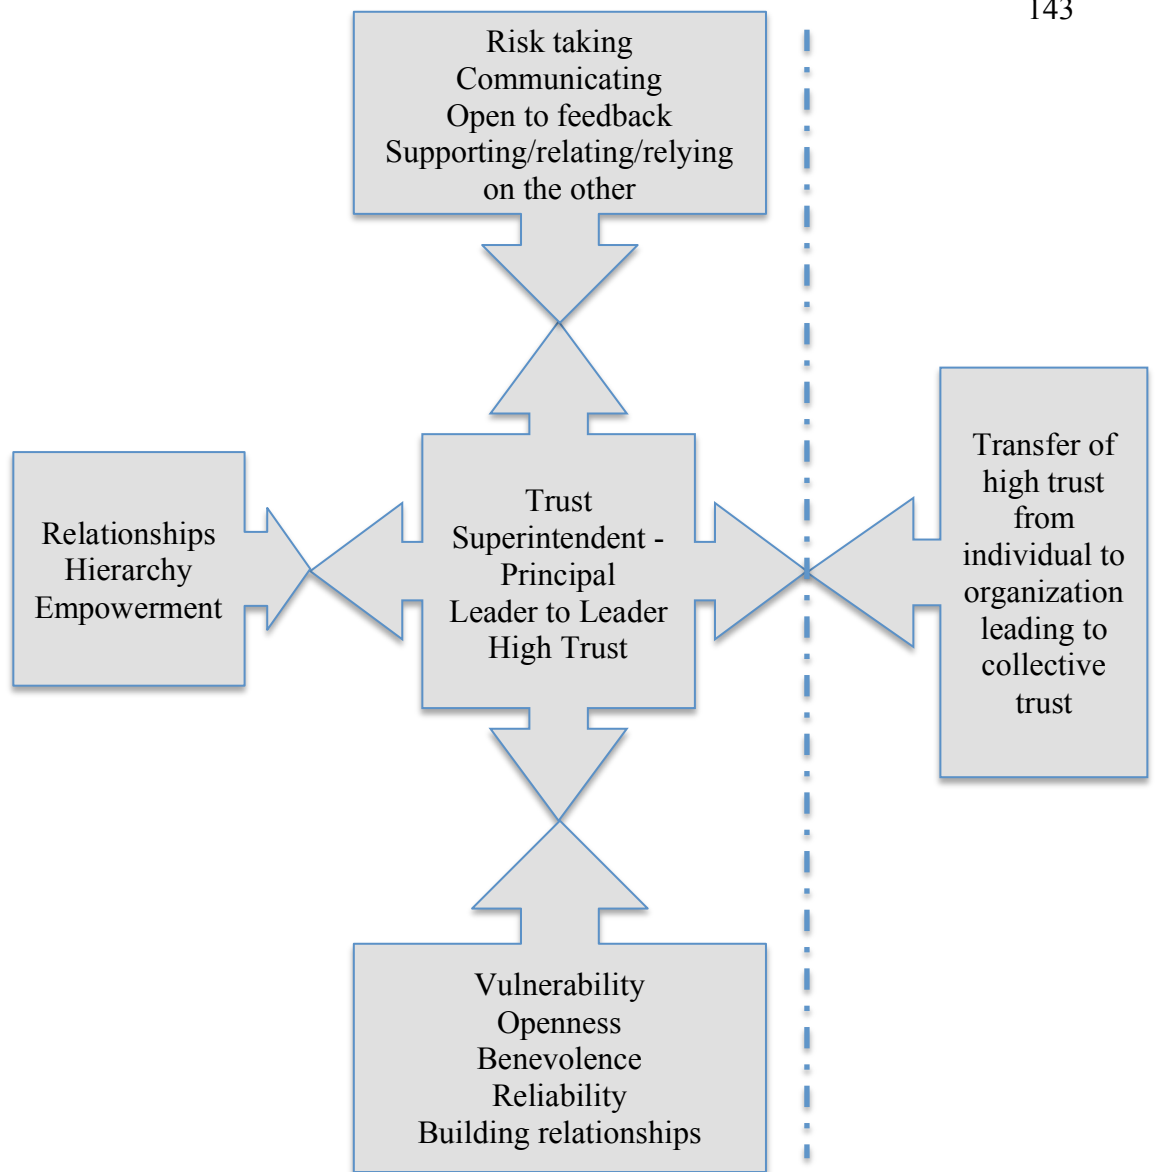 143
Risk taking
Communicating
Open to feedback
Supporting/relating/relying
on the other
Relationships
Hierarchy
Empowerment
Trust
Superintendent -
Principal
Leader to Leader
High Trust
Transfer of
high trust
from
individual to
organization
leading to
collective
trust
Vulnerability
Openness
Benevolence
Reliability
Building relationships